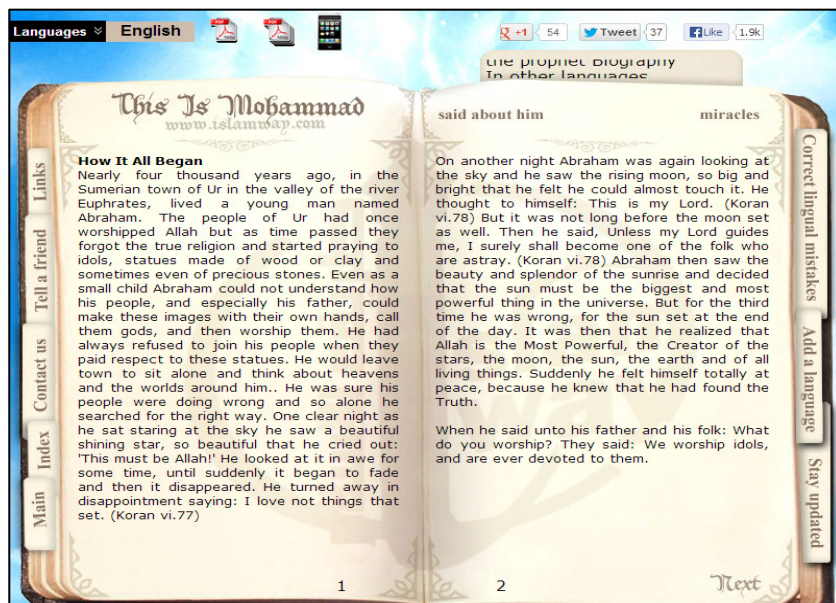 Languages
English
+1
54
Tweet
37
Like
1.9k
the prophet Biography
In other languages
This Is Mohammad
www.islamway.com
said about him
miracles
Links
Tell a friend
Contact us
Index
Main
How It All Began
Nearly four thousand years ago, in
the Sumerian town of Ur in the valley of the river
Euphrates, lived a young man named
Abraham. The people of Ur had once
worshipped Allah but as time passed they
forgot the true religion and started praying to
idols, statues made of wood or clay and
sometimes even of precious stones. Even as a
small child Abraham could not understand how
his people, and especially his father, could
make these images with their own hands, call
them gods, and then worship them. He had
always refused to join his people when they
paid respect to these statues. He would leave
town to sit alone and think about heavens
and the worlds around him.. He was sure his
people were doing wrong and so alone he
searched for the right way. One clear night as
he sat staring at the sky he saw a beautiful
shining star, so beautiful that he cried out:
'This must be Allah!' He looked at it in awe for
some time, until suddenly it began to fade
and then it disappeared. He turned away in
disappointment saying: I love not things that
set. (Koran vi.77)
1
On another night Abraham was again looking at
the sky and he saw the rising moon, so big and
bright that he felt he could almost touch it. He
thought to himself: This is my Lord. (Koran
vi.78) But it was not long before the moon set
as well. Then he said, Unless my Lord guides
me, I surely shall become one of the folk who
are astray. (Koran vi.78) Abraham then saw the
beauty and splendor of the sunrise and decided
that the sun must be the biggest and most
powerful thing in the universe. But for the third
time he was wrong, for the sun set at the end
of the day. It was then that he realized that
Allah is the Most Powerful, the Creator of the
stars, the moon, the sun, the earth and of all
living things. Suddenly he felt himself totally at
peace, because he knew that he had found the
Truth.
When he said unto his father and his folk: What
do you worship? They said: We worship idols,
and are ever devoted to them.
2
Next
Correct lingual mistakes
Add a language
Stay updated